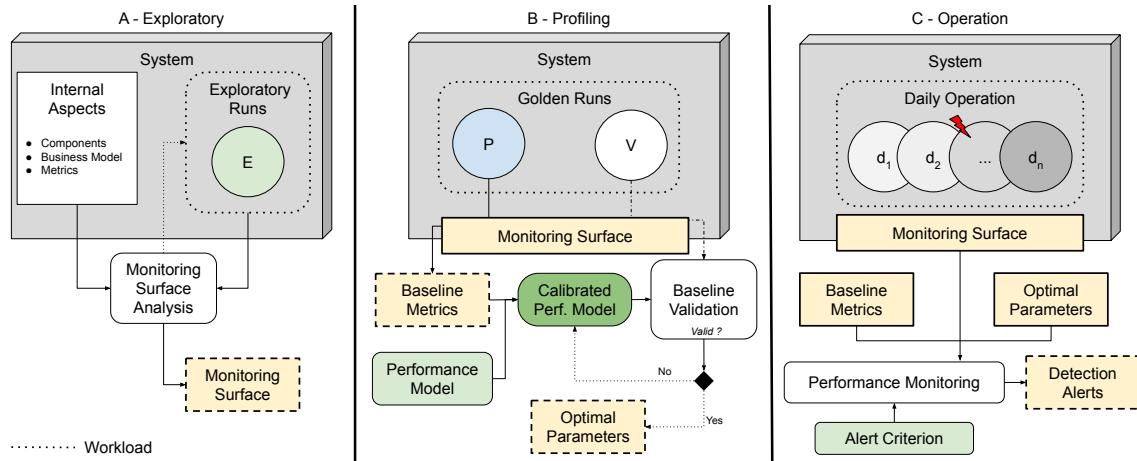 A - Exploratory
System
Internal
Aspects
● Components
● Business Model
● Metrics
Exploratory
Runs
E
Monitoring
Surface
Analysis
Monitoring
Surface
Workload
B - Profiling
System
Golden Runs
P
V
Monitoring Surface
Baseline
Metrics
Calibrated
Perf. Model
Baseline
Validation
Valid ?
Performance
Model
No
Yes
Optimal
Parameters
C - Operation
System
Daily Operation
d1
d2
...
dn
Monitoring Surface
Baseline
Metrics
Optimal
Parameters
Performance Monitoring
Detection
Alerts
Alert Criterion